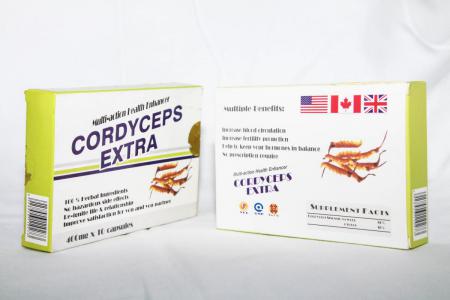 Multi-action Health Enhancer
CORDYCEPS
EXTRA
100 % Herbal Ingredients
No hazardous side effects
Re-ignite life & relationship
Improve satisfaction for you and you partner
400mg x 10 capsules
Multiple Benefits:
Increase blood circulation
Increase fertility promotion
Help to keep your hormones in balance
No prescription require
Multi-action Health Enhancer
CORDYCEPS
EXTRA
SUPPLEMENT FACTS